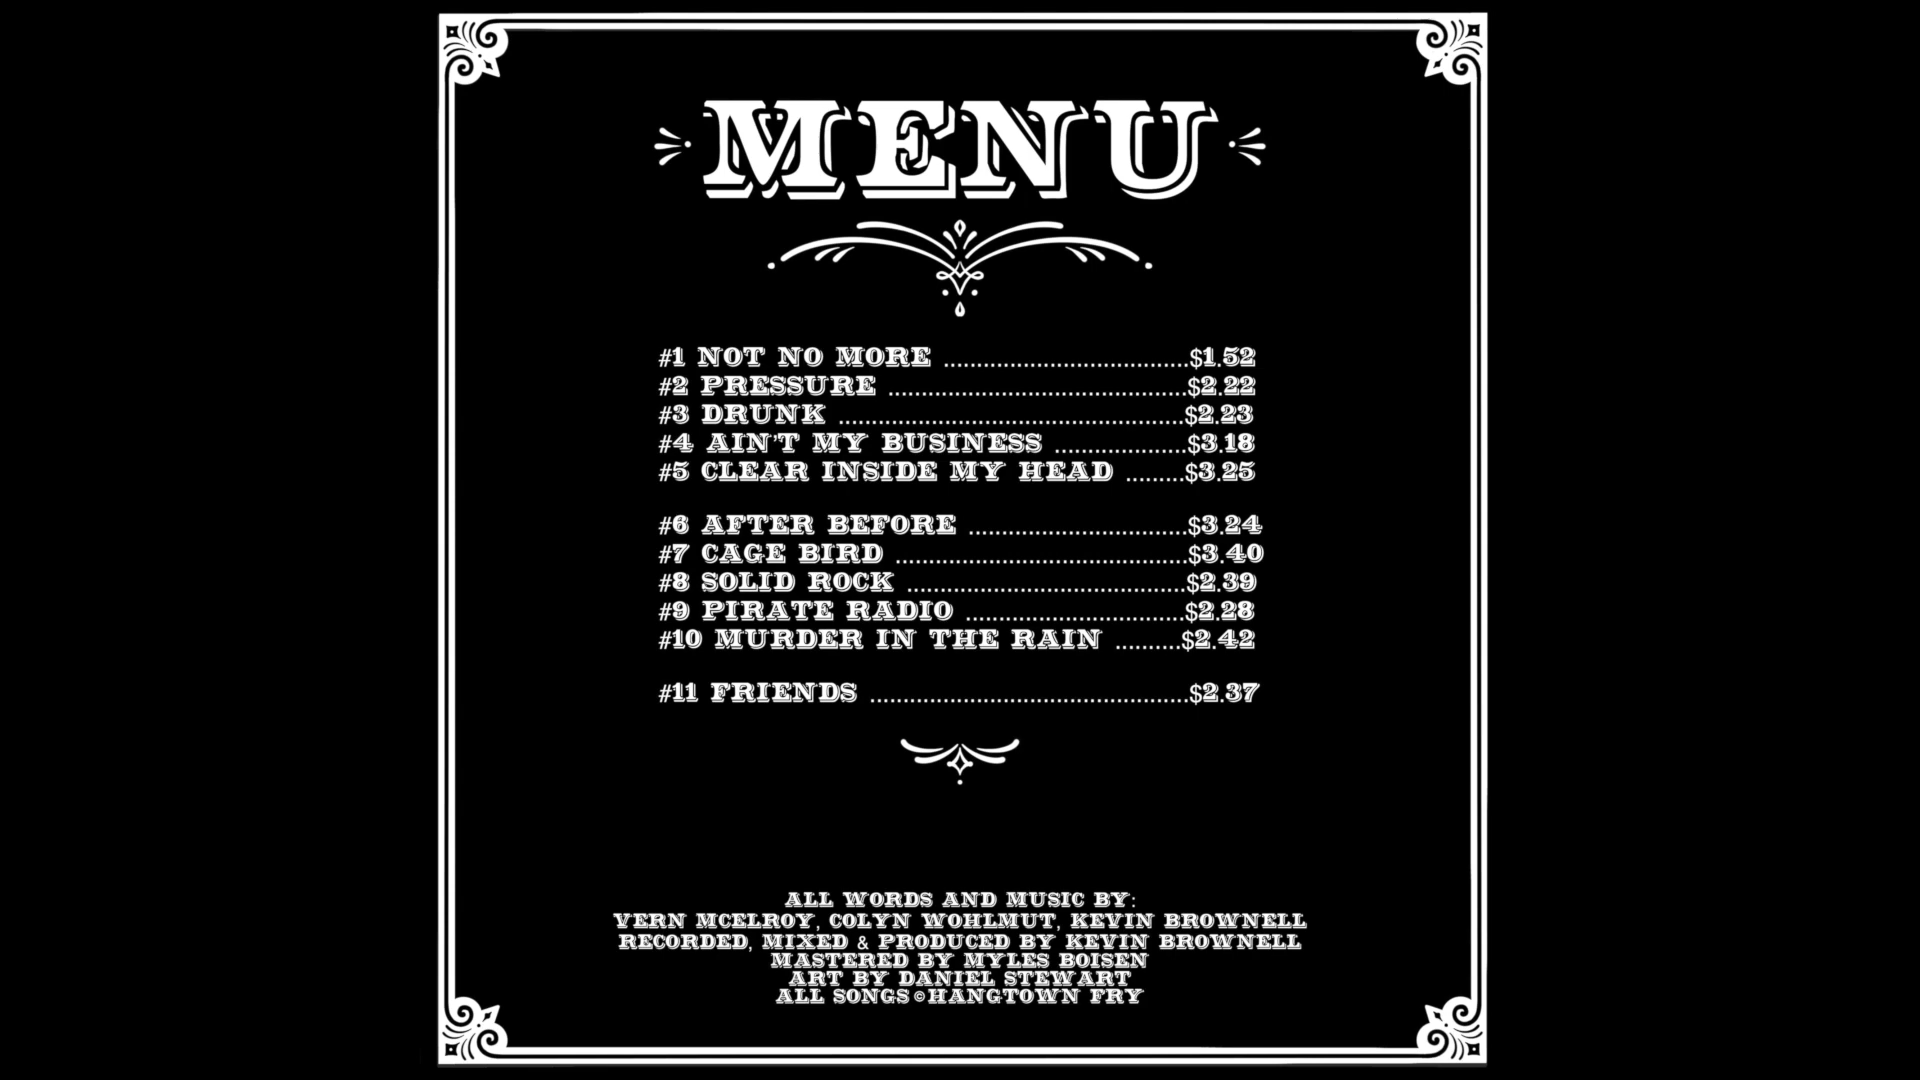 MENU
#1 NOT NO MORE .....................................$1.52
#2 PRESSURE .............................................$2.22
#3 DRUNK ....................................................$2.23
#4 AIN'T MY BUSINESS ....................$3.18
#5 CLEAR INSIDE MY HEAD .........$3.25
#6 AFTER BEFORE .................................$3.24
#7 CAGE BIRD ............................................$3.40
#8 SOLID ROCK ..........................................$2.39
#9 PIRATE RADIO .................................$2.28
#10 MURDER IN THE RAIN ..........$2.42
#11 FRIENDS ................................................$2.37
ALL WORDS AND MUSIC BY:
VERN MCELROY, COLYN WOHLMUT, KEVIN BROWNELL
RECORDED, MIXED & PRODUCED BY KEVIN BROWNELL
MASTERED BY MYLES BOISEN
ART BY DANIEL STEWART
ALL SONGS © HANGTOWN FRY